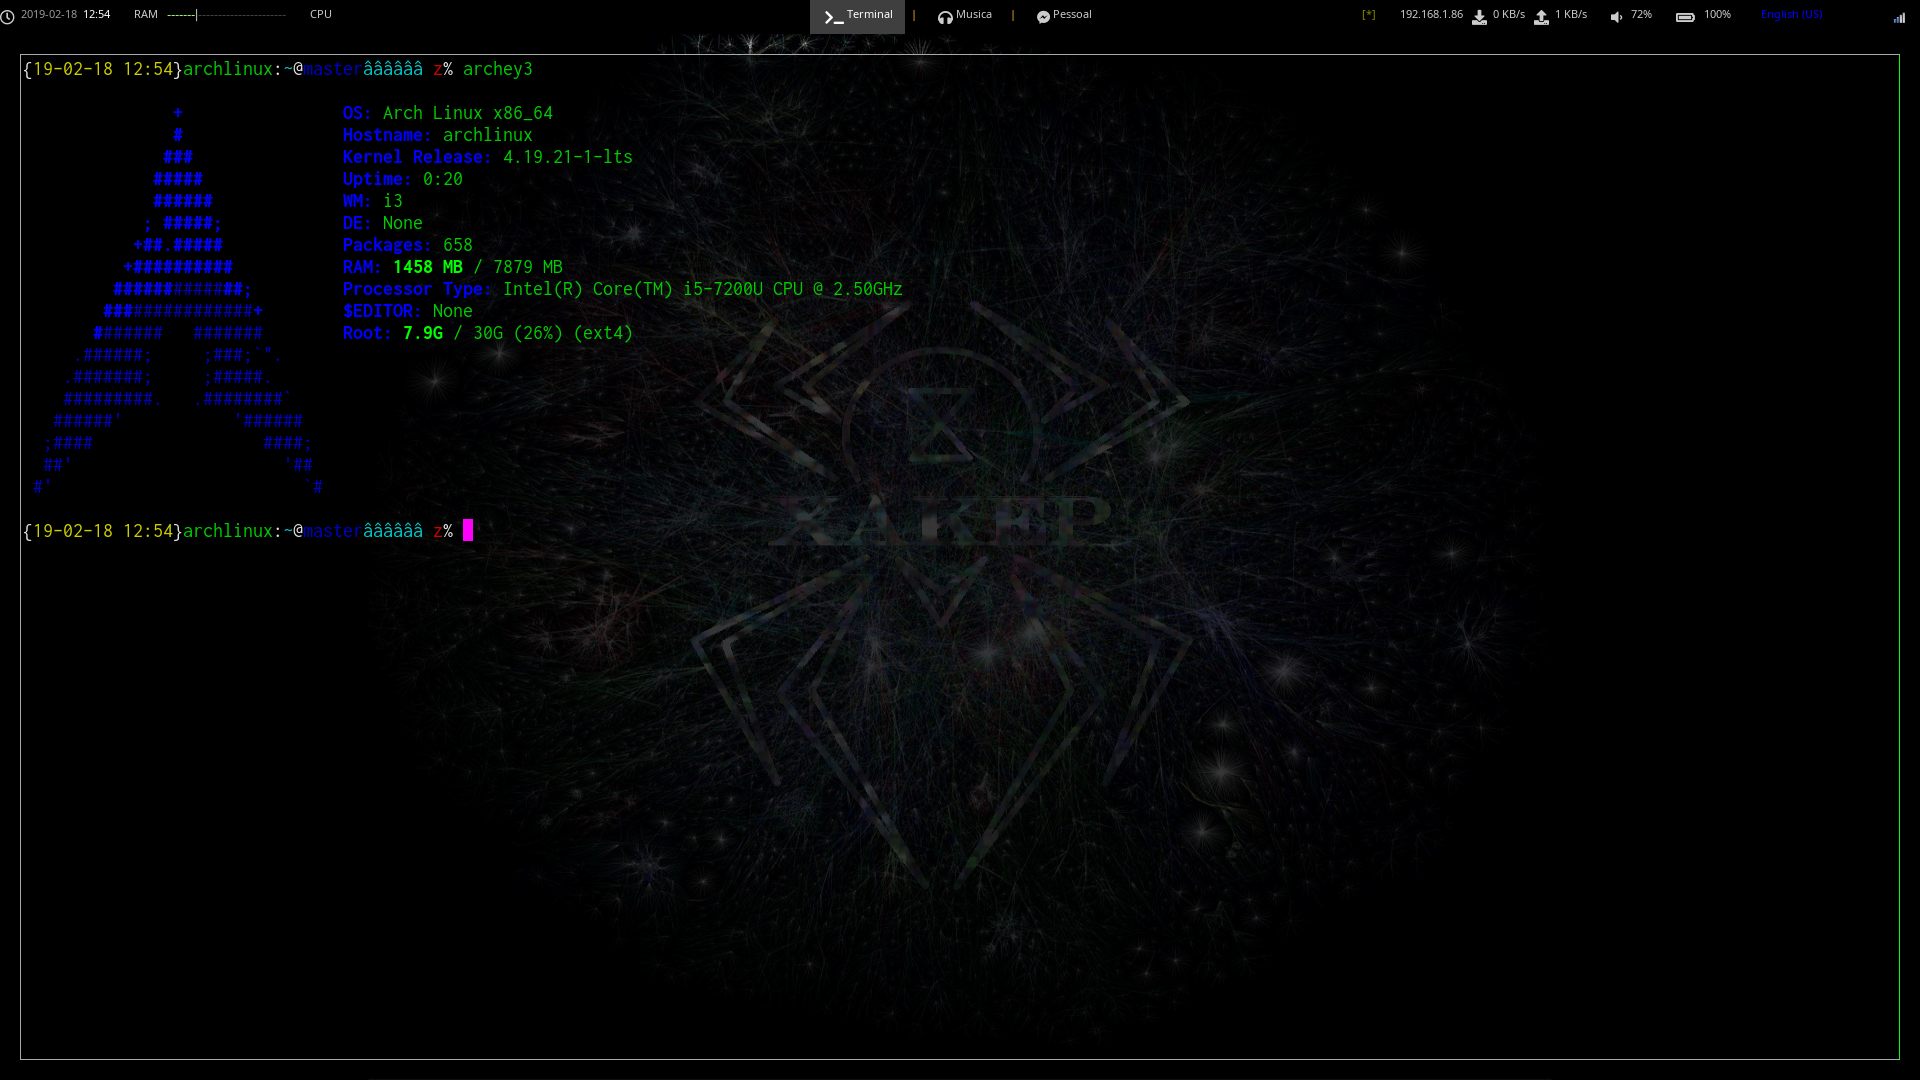 2019-02-18 12:54 RAM -------|---------------------- CPU Terminal | Musica | Pessoal [*] 192.168.1.86 0 KB/s 1 KB/s 72% 100% English (US)
{19-02-18 12:54}archlinux:~@masterââââââ z% archey3
+ OS: Arch Linux x86_64
# Hostname: archlinux
### Kernel Release: 4.19.21-1-lts
##### Uptime: 0:20
###### WM: i3
; #####; DE: None
+##.##### Packages: 658
+########## RAM: 1458 MB / 7879 MB
#############; Processor Type: Intel(R) Core(TM) i5-7200U CPU @ 2.50GHz
###############+ $EDITOR: None
####### ####### Root: 7.9G / 30G (26%) (ext4)
.######; ;###;`".
.#######; ;#####.
#########. .########`
######' '######
;#### ####;
##' '##
#' `#
{19-02-18 12:54}archlinux:~@masterââââââ z%
ХАКЕР